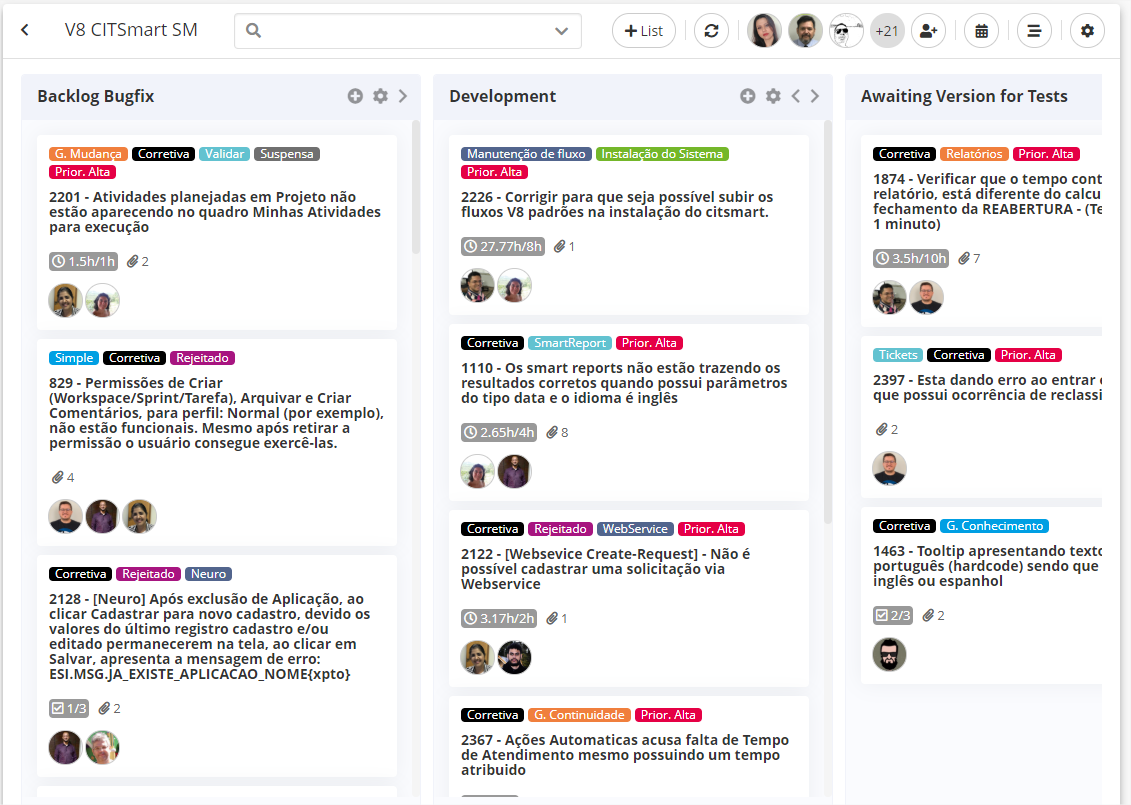 V8 CITSmart SM
List
+21
Backlog Bugfix
G. Mudança Corretiva Validar Suspensa
Prior. Alta
2201 - Atividades planejadas em Projeto não
estão aparecendo no quadro Minhas Atividades
para execução
1.5h/1h 2
Simple Corretiva Rejeitado
829 - Permissões de Criar
(Workspace/Sprint/Tarefa), Arquivar e Criar
Comentários, para perfil: Normal (por exemplo),
não estão funcionais. Mesmo após retirar a
permissão o usuário consegue exercê-las.
4
Corretiva Rejeitado Neuro
2128 - [Neuro] Após exclusão de Aplicação, ao
clicar Cadastrar para novo cadastro, devido os
valores do último registro cadastro e/ou
editado permanecerem na tela, ao clicar em
Salvar, apresenta a mensagem de erro:
ESI.MSG.JA_EXISTE_APLICACAO_NOME{xpto}
1/3 2
Development
Manutenção de fluxo Instalação do Sistema
Prior. Alta
2226 - Corrigir para que seja possível subir os
fluxos V8 padrões na instalação do citsmart.
27.77h/8h 1
Corretiva SmartReport Prior. Alta
1110 - Os smart reports não estão trazendo os
resultados corretos quando possui parâmetros
do tipo data e o idioma é inglês
2.65h/4h 8
Corretiva Rejeitado WebService Prior. Alta
2122 - [Websevice Create-Request] - Não é
possível cadastrar uma solicitação via
Webservice
3.17h/2h 1
Corretiva G. Continuidade Prior. Alta
2367 - Ações Automaticas acusa falta de Tempo
de Atendimento mesmo possuindo um tempo
atribuido
Awaiting Version for Tests
Corretiva Relatórios Prior. Alta
1874 - Verificar que o tempo cont
relatório, está diferente do calcu
fechamento da REABERTURA - (Te
1 minuto)
3.5h/10h 7
Tickets Corretiva Prior. Alta
2397 - Esta dando erro ao entrar
que possui ocorrência de reclassi
2
Corretiva G. Conhecimento
1463 - Tooltip apresentando texto
português (hardcode) sendo que
inglês ou espanhol
2/3 2